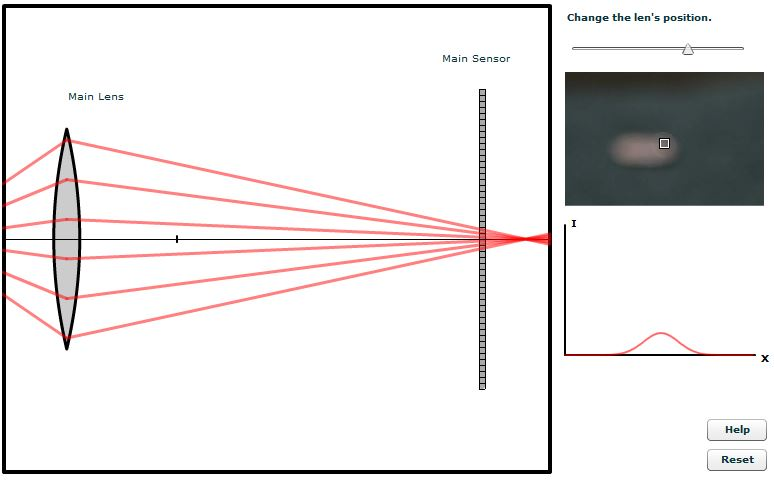 Change the len's position.
Main Sensor
Main Lens
I
X
Help
Reset